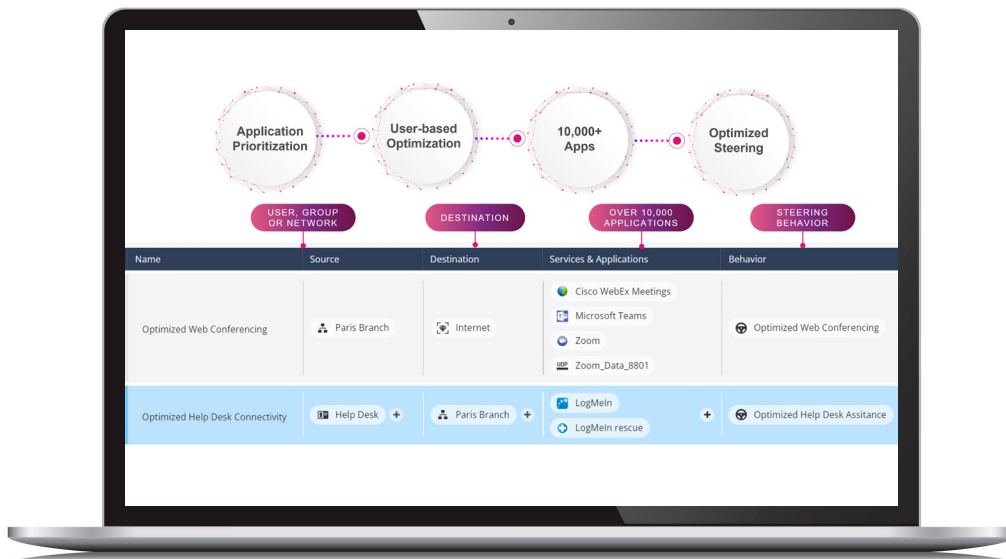 Application
Prioritization
User-based
Optimization
10,000+
Apps
Optimized
Steering
USER, GROUP
OR NETWORK
DESTINATION
OVER 10,000
APPLICATIONS
STEERING
BEHAVIOR
Name Source Destination Services & Applications Behavior
Optimized Web Conferencing
Paris Branch
Internet
Cisco WebEx Meetings
Microsoft Teams
Zoom
UDP Zoom_Data_8801
Optimized Web Conferencing
Optimized Help Desk Connectivity
Help Desk +
Paris Branch +
LogMeIn
LogMeIn rescue
+
Optimized Help Desk Assitance